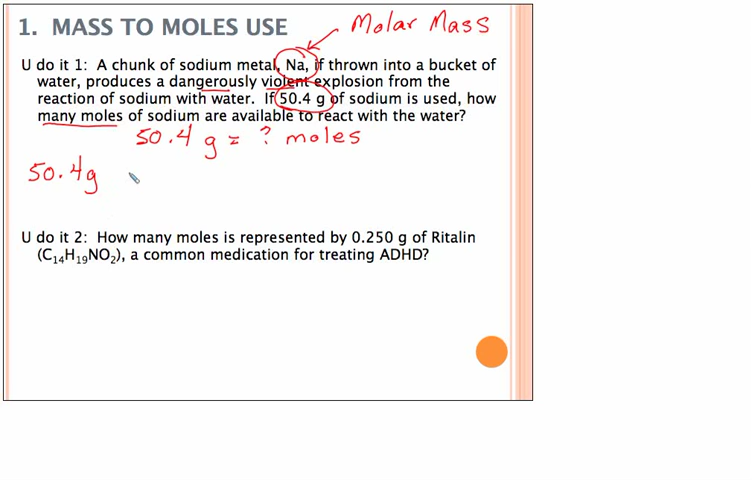 1. MASS TO MOLES USE
Molar Mass
U do it 1: A chunk of sodium metal, Na, if thrown into a bucket of
water, produces a dangerously violent explosion from the
reaction of sodium with water. If 50.4 g of sodium is used, how
many moles of sodium are available to react with the water?
50.4 g = ? moles
50.4g
U do it 2: How many moles is represented by 0.250 g of Ritalin
(C₁₄H₁₉NO₂), a common medication for treating ADHD?